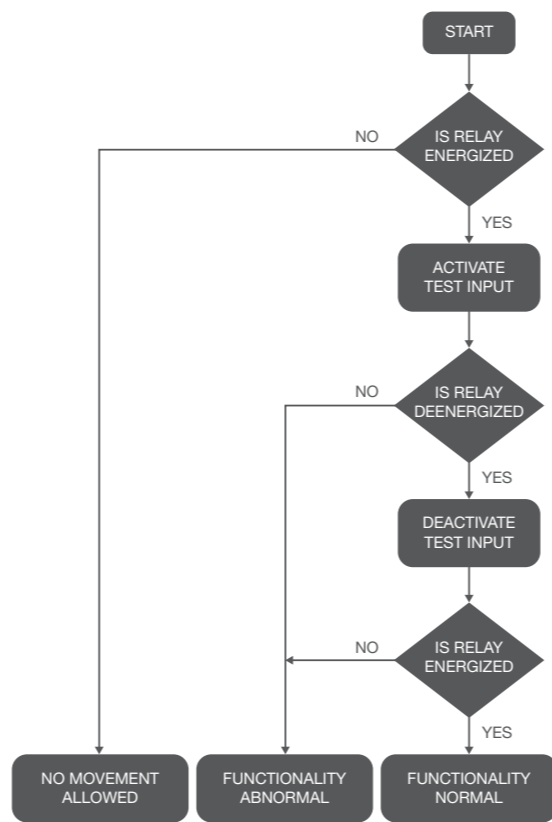 START
NO
IS RELAY
ENERGIZED
YES
ACTIVATE
TEST INPUT
NO
IS RELAY
DEENERGIZED
YES
DEACTIVATE
TEST INPUT
NO
IS RELAY
ENERGIZED
YES
NO MOVEMENT
ALLOWED
FUNCTIONALITY
ABNORMAL
FUNCTIONALITY
NORMAL